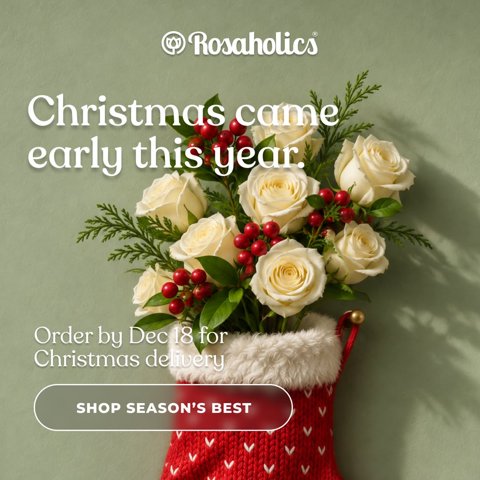 Rosaholics®
Christmas came
early this year.
Order by Dec 18 for
Christmas delivery
SHOP SEASON'S BEST